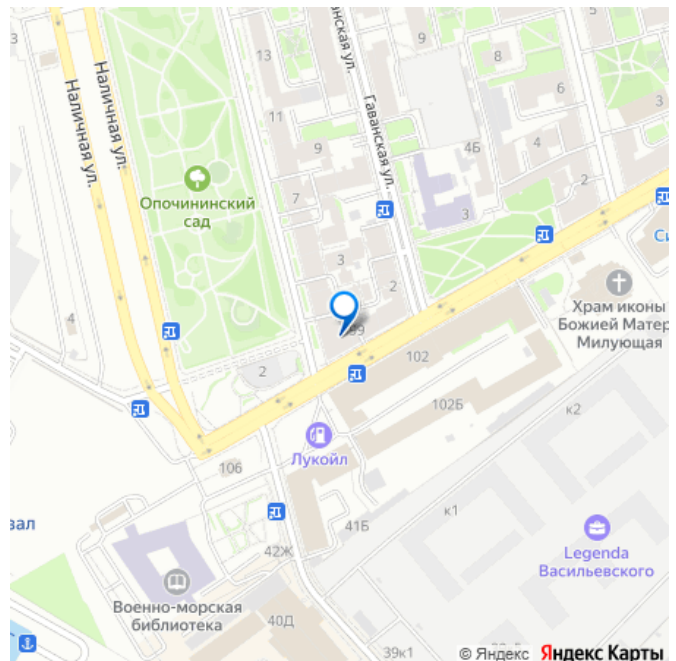 3
Наличная ул.
Наличная ул.
13
Гаванская ул.
9
8
11
3
Гаванская ул.
9
4Б
4
7
2
Опочининский
сад
3
Си
3
2
4
99
Храм иконы
Божией Матер
Милующая
2
102
102Б
к2
Лукойл
106
к1
вал
41Б
Legenda
Васильевского
42Ж
Военно-морская
библиотека
40Д
39к1
© Яндекс Яндекс Карты